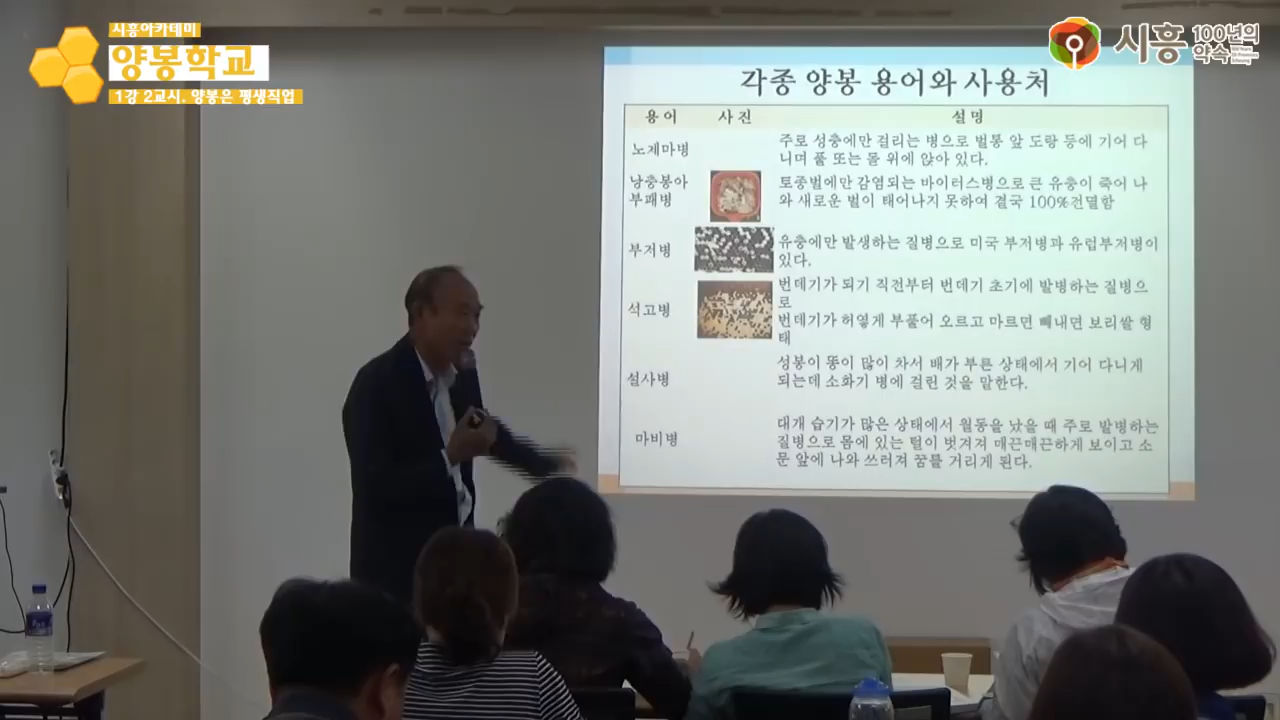 시흥아카데미
양봉학교
1강 2교시. 양봉은 평생직업
시흥 100년의
약속
각종 양봉 용어와 사용처
용어 사진 설명
노제마병
주로 성충에만 걸리는 병으로 벌통 앞 도랑 등에 기어 다
니며 풀 또는 돌 위에 앉아 있다.
낭충봉아
부패병
토종벌에만 감염되는 바이러스병으로 큰 유충이 죽어 나
와 새로운 벌이 태어나지 못하여 결국 100%전멸함
부저병
유충에만 발생하는 질병으로 미국 부저병과 유럽부저병이
있다.
석고병
번데기가 되기 직전부터 번데기 초기에 발병하는 질병으
로
번데기가 허옇게 부풀어 오르고 마르면 빼내면 보리쌀 형
태
설사병
성봉이 똥이 많이 차서 배가 부른 상태에서 기어 다니게
되는데 소화기 병에 걸린 것을 말한다.
마비병
대개 습기가 많은 상태에서 월동을 났을 때 주로 발병하는
질병으로 몸에 있는 털이 벗겨져 매끈매끈하게 보이고 소
문 앞에 나와 쓰러져 꿈틀 거리게 된다.